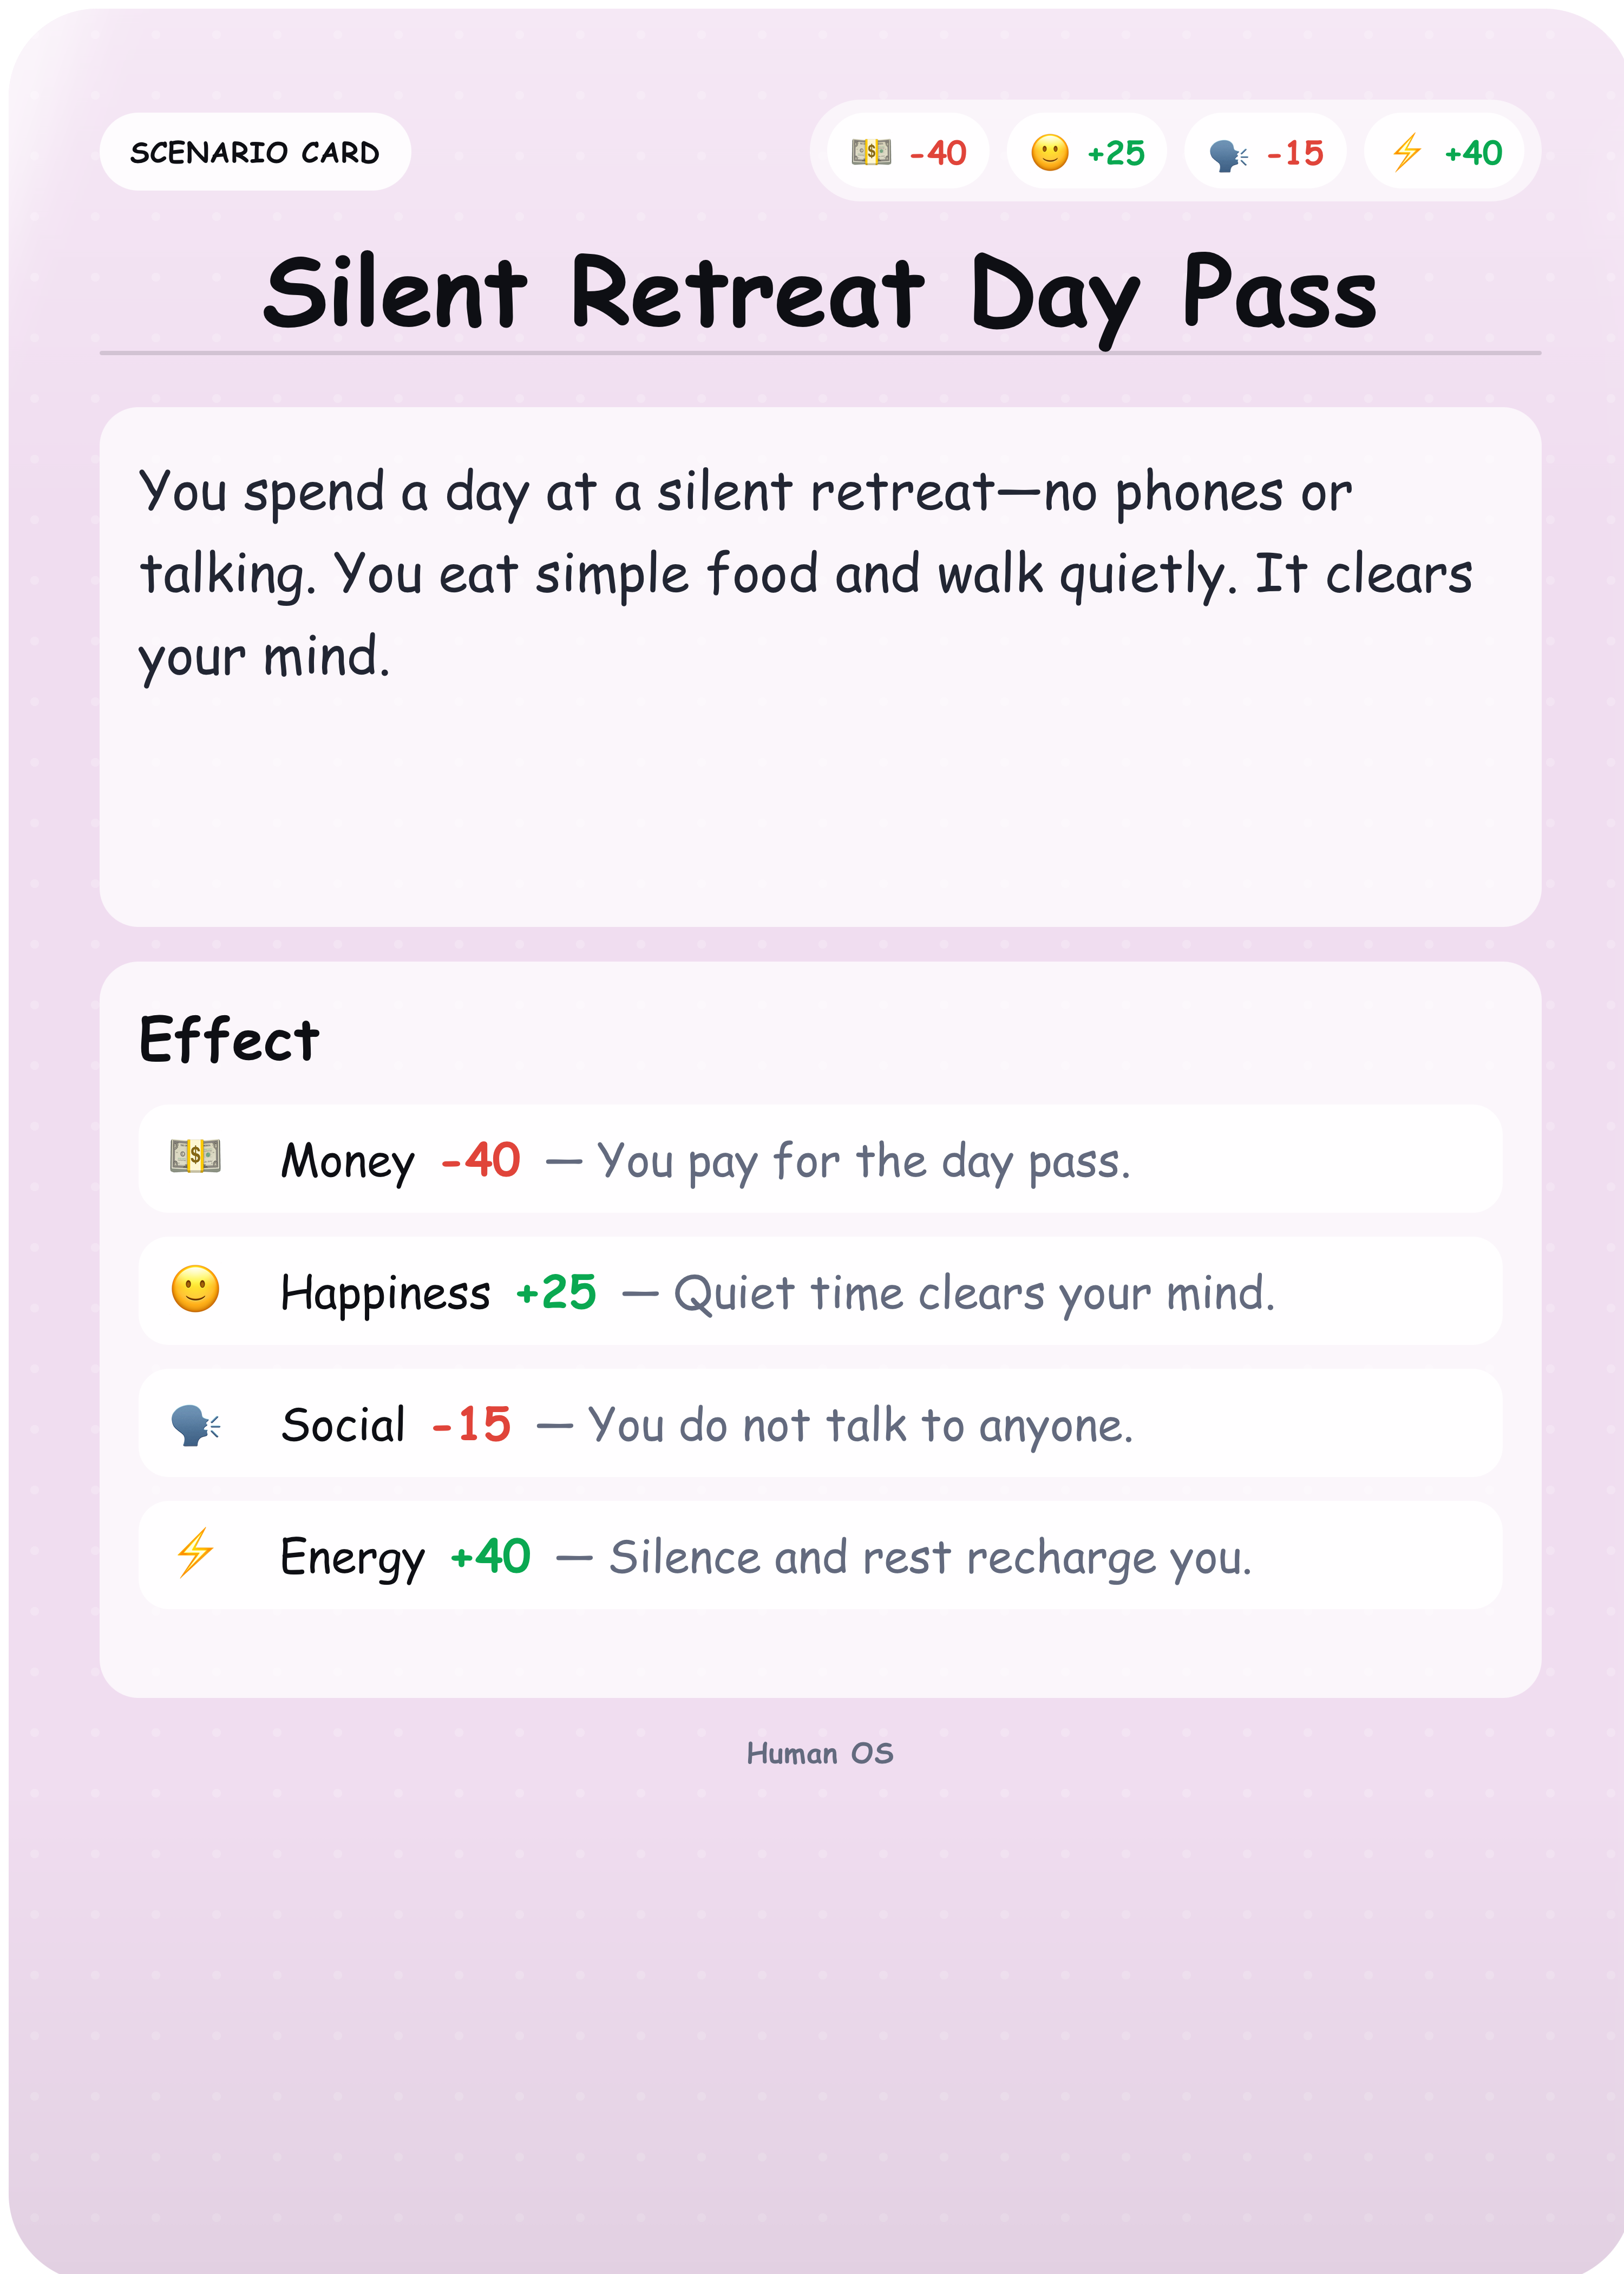 SCENARIO CARD
💵 -40 🙂 +25 🗣️ -15 ⚡ +40
Silent Retreat Day Pass
You spend a day at a silent retreat—no phones or
talking. You eat simple food and walk quietly. It clears
your mind.
Effect
💵 Money -40 — You pay for the day pass.
🙂 Happiness +25 — Quiet time clears your mind.
🗣️ Social -15 — You do not talk to anyone.
⚡ Energy +40 — Silence and rest recharge you.
Human OS